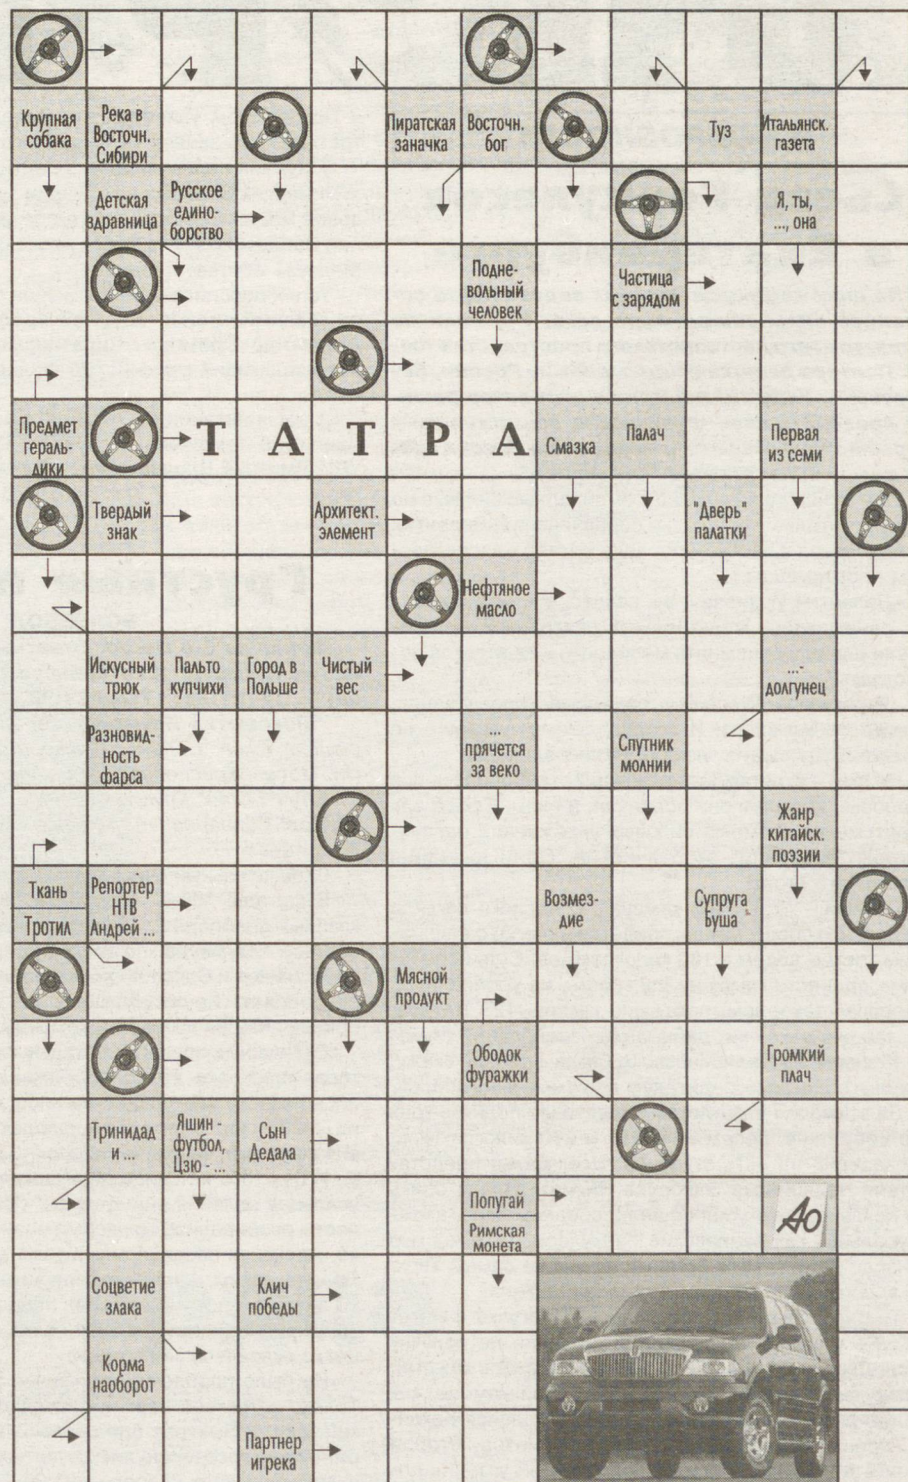 Крупная
собака
Река в
Восточн.
Сибири
Пиратская
заначка
Восточн.
бог
Туз
Итальянск.
газета
Детская
здравница
Русское
едино-
борство
Я, ты,
..., она
Подне-
вольный
человек
Частица
с зарядом
Предмет
гераль-
дики
ТАТРА
Смазка
Палач
Первая
из семи
Твердый
знак
Архитект.
элемент
"Дверь"
палатки
Нефтяное
масло
Искусный
трюк
Пальто
купчихи
Город в
Польше
Чистый
вес
...
долгунец
Разновид-
ность
фарса
...
прячется
за веко
Спутник
молнии
Жанр
китайск.
поэзии
Ткань
Тротил
Репортер
НТВ
Андрей ...
Возмез-
дие
Супруга
Буша
Мясной
продукт
Ободок
фуражки
Громкий
плач
Тринидад
и ...
Яшин -
футбол,
Цзю - ...
Сын
Дедала
Попугай
Римская
монета
АО
Соцветие
злака
Клич
победы
Корма
наоборот
Партнер
игрека